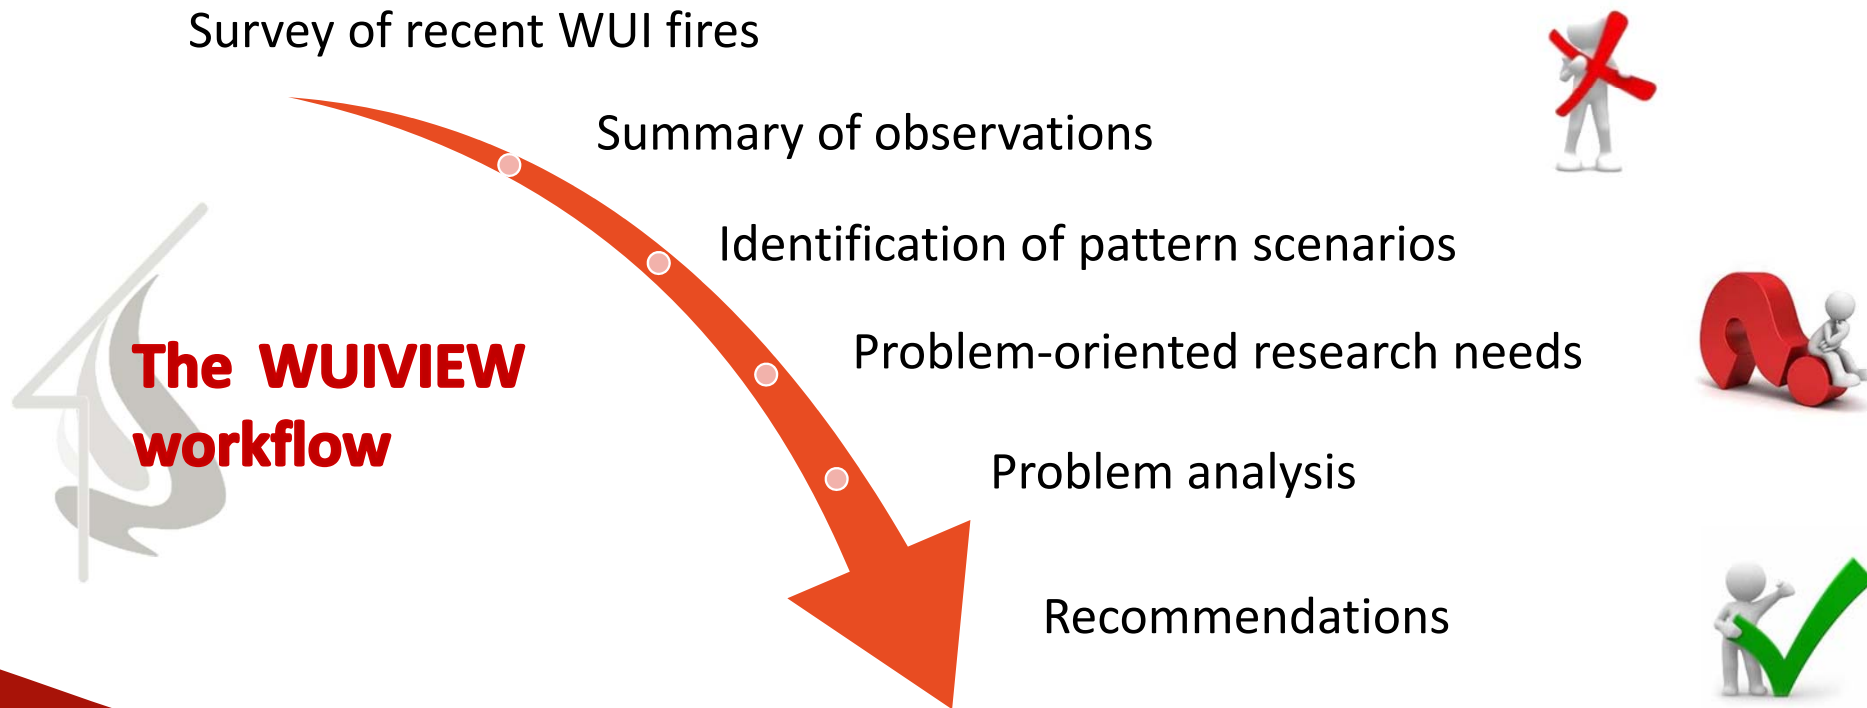 Survey of recent WUI fires
Summary of observations
Identification of pattern scenarios
Problem-oriented research needs
The WUIVIEW
workflow
Problem analysis
Recommendations